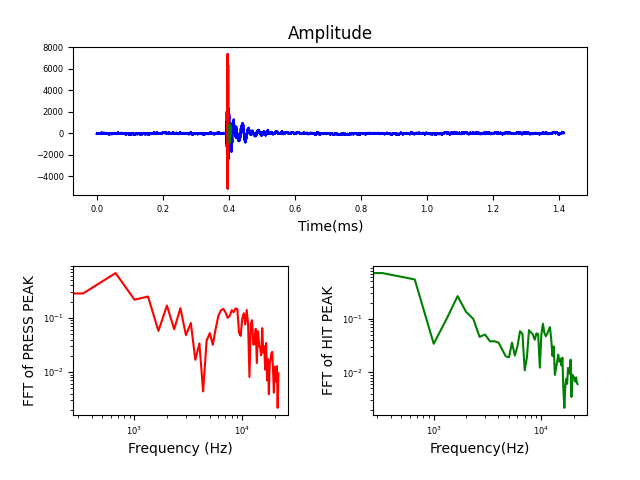 Amplitude
8000
6000
4000
2000
0
−2000
−4000
0.0 0.2 0.4 0.6 0.8 1.0 1.2 1.4
Time(ms)
FFT of PRESS PEAK
10⁻¹
10⁻²
10³ 10⁴
Frequency (Hz)
FFT of HIT PEAK
10⁻¹
10⁻²
10³ 10⁴
Frequency(Hz)